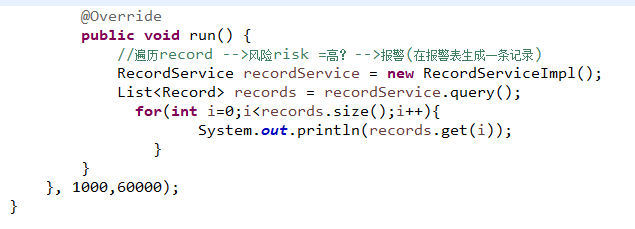 @Override
public void run() {
//遍历record -->风险risk =高? -->报警(在报警表生成一条记录)
RecordService recordService = new RecordServiceImpl();
List<Record> records = recordService.query();
for(int i=0;i<records.size();i++){
System.out.println(records.get(i));
}
}
}, 1000,60000);
}